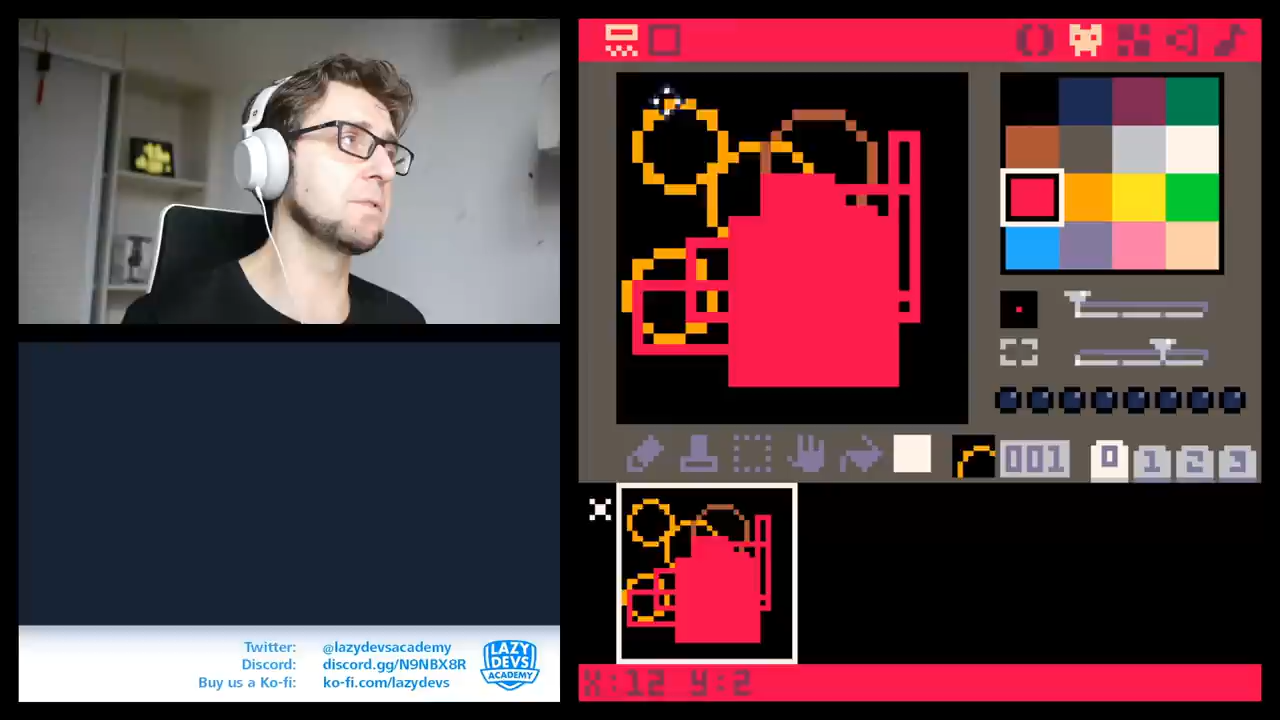 001
0 1 2 3
Twitter: @lazydevsacademy
Discord: discord.gg/N9NBX8R
Buy us a Ko-fi: ko-fi.com/lazydevs
LAZY
DEVS
ACADEMY
X:12 Y:2